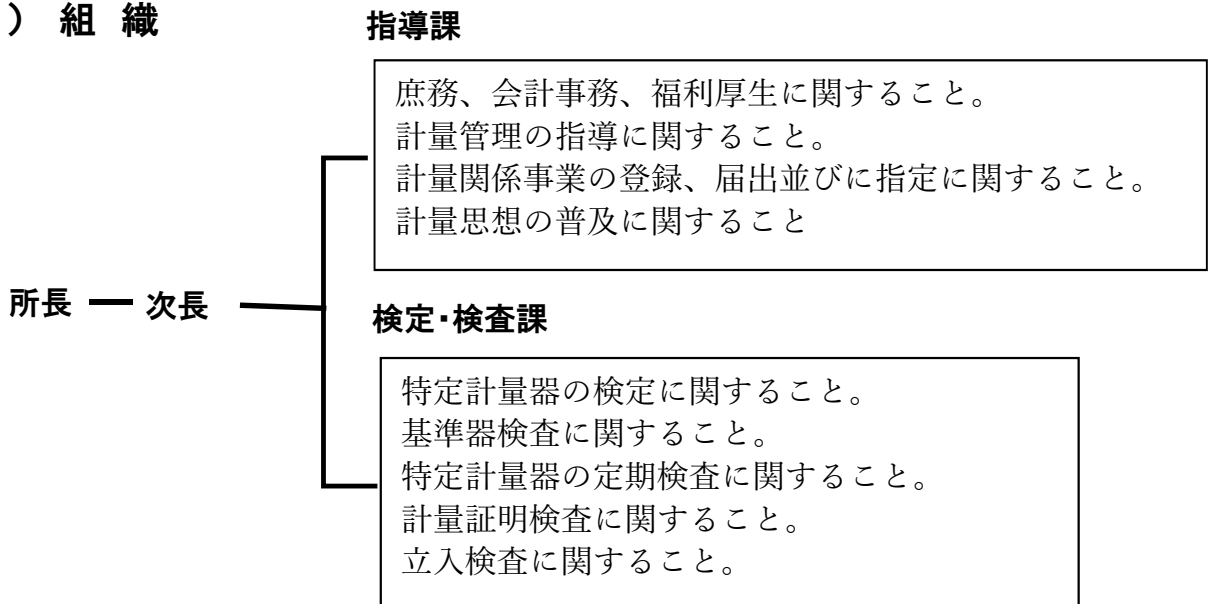 ） 組 織
指導課
庶務、会計事務、福利厚生に関すること。
計量管理の指導に関すること。
計量関係事業の登録、届出並びに指定に関すること。
計量思想の普及に関すること
所長 ー 次長
検定・検査課
特定計量器の検定に関すること。
基準器検査に関すること。
特定計量器の定期検査に関すること。
計量証明検査に関すること。
立入検査に関すること。